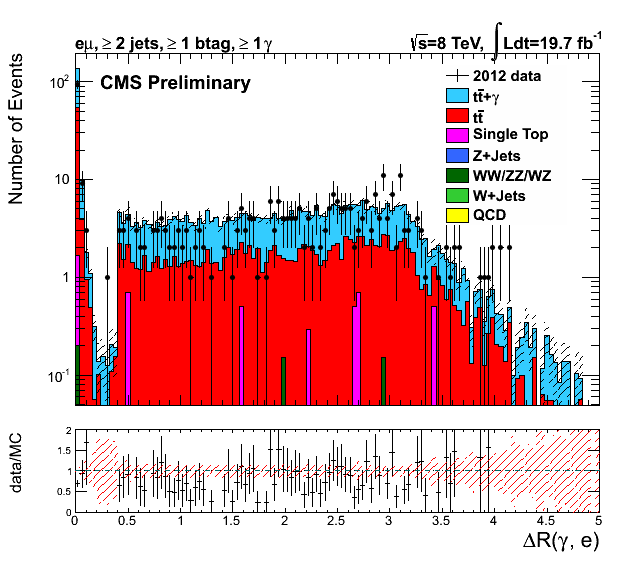 eμ, ≥ 2 jets, ≥ 1 btag, ≥ 1γ
√s=8 TeV, ∫ Ldt=19.7 fb⁻¹
CMS Preliminary
2012 data
tt̄+γ
tt̄
Single Top
Z+Jets
WW/ZZ/WZ
W+Jets
QCD
Number of Events
10²
10
1
10⁻¹
data/MC
2
1.5
1
0.5
0
0 0.5 1 1.5 2 2.5 3 3.5 4 4.5 5
ΔR(γ, e)